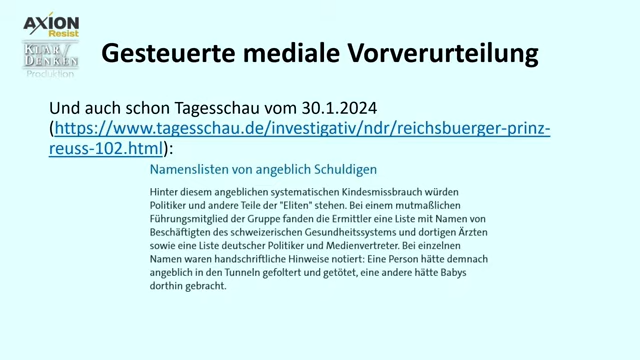 AXION
Resist
KLAR/
DENKEN
Produktion
Gesteuerte mediale Vorverurteilung
Und auch schon Tagesschau vom 30.1.2024
(https://www.tagesschau.de/investigativ/ndr/reichsbuerger-prinz-
reuss-102.html):
Namenslisten von angeblich Schuldigen
Hinter diesem angeblichen systematischen Kindesmissbrauch würden
Politiker und andere Teile der "Eliten" stehen. Bei einem mutmaßlichen
Führungsmitglied der Gruppe fanden die Ermittler eine Liste mit Namen von
Beschäftigten des schweizerischen Gesundheitssystems und dortigen Ärzten
sowie eine Liste deutscher Politiker und Medienvertreter. Bei einzelnen
Namen waren handschriftliche Hinweise notiert: Eine Person hätte demnach
angeblich in den Tunneln gefoltert und getötet, eine andere hätte Babys
dorthin gebracht.